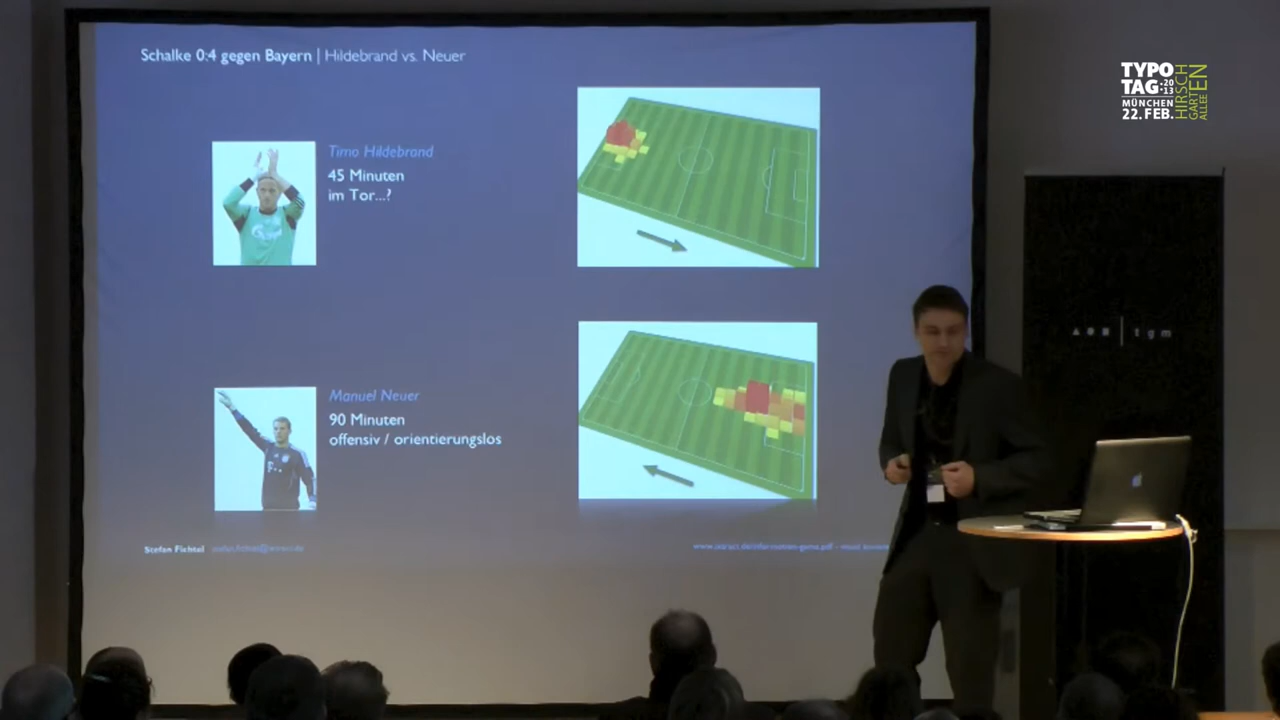 Schalke 0:4 gegen Bayern | Hildebrand vs. Neuer
Timo Hildebrand
45 Minuten
im Tor...?
Manuel Neuer
90 Minuten
offensiv / orientierungslos
Stefan Fichtel
TYPO
TAG.20
13
MÜNCHEN
22.FEB.
HIRSCH
GARTEN
ALLEE
tgm